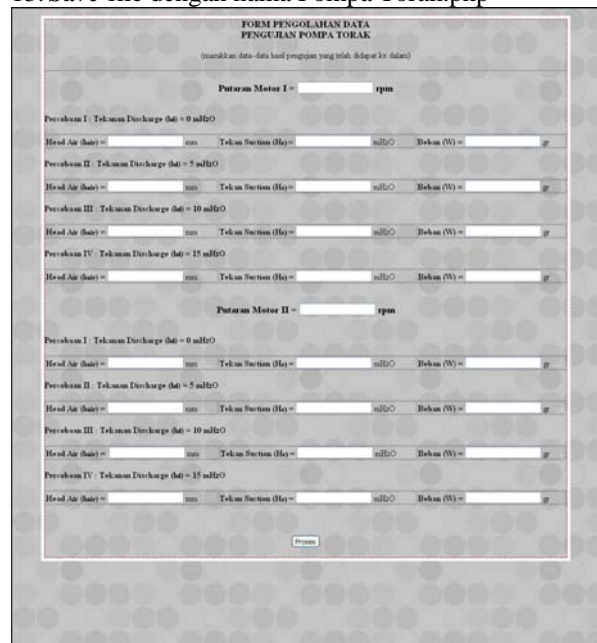 15. Save file dengan nama Pompa Torak.php
FORM PENGOLAHAN DATA
PENGUJIAN POMPA TORAK
(masukkan data-data hasil pengujian yang telah didapat ke dalam)
Putaran Motor I = rpm
Percobaan I : Tekanan Discharge (hd) = 0 mH2O
Head Air (hair) = mm Tekan Suction (Hs) = mH2O Beban (W) = gr
Percobaan II : Tekanan Discharge (hd) = 5 mH2O
Head Air (hair) = mm Tekan Suction (Hs) = mH2O Beban (W) = gr
Percobaan III : Tekanan Discharge (hd) = 10 mH2O
Head Air (hair) = mm Tekan Suction (Hs) = mH2O Beban (W) = gr
Percobaan IV : Tekanan Discharge (hd) = 15 mH2O
Head Air (hair) = mm Tekan Suction (Hs) = mH2O Beban (W) = gr
Putaran Motor II = rpm
Percobaan I : Tekanan Discharge (hd) = 0 mH2O
Head Air (hair) = mm Tekan Suction (Hs) = mH2O Beban (W) = gr
Percobaan II : Tekanan Discharge (hd) = 5 mH2O
Head Air (hair) = mm Tekan Suction (Hs) = mH2O Beban (W) = gr
Percobaan III : Tekanan Discharge (hd) = 10 mH2O
Head Air (hair) = mm Tekan Suction (Hs) = mH2O Beban (W) = gr
Percobaan IV : Tekanan Discharge (hd) = 15 mH2O
Head Air (hair) = mm Tekan Suction (Hs) = mH2O Beban (W) = gr
Proses